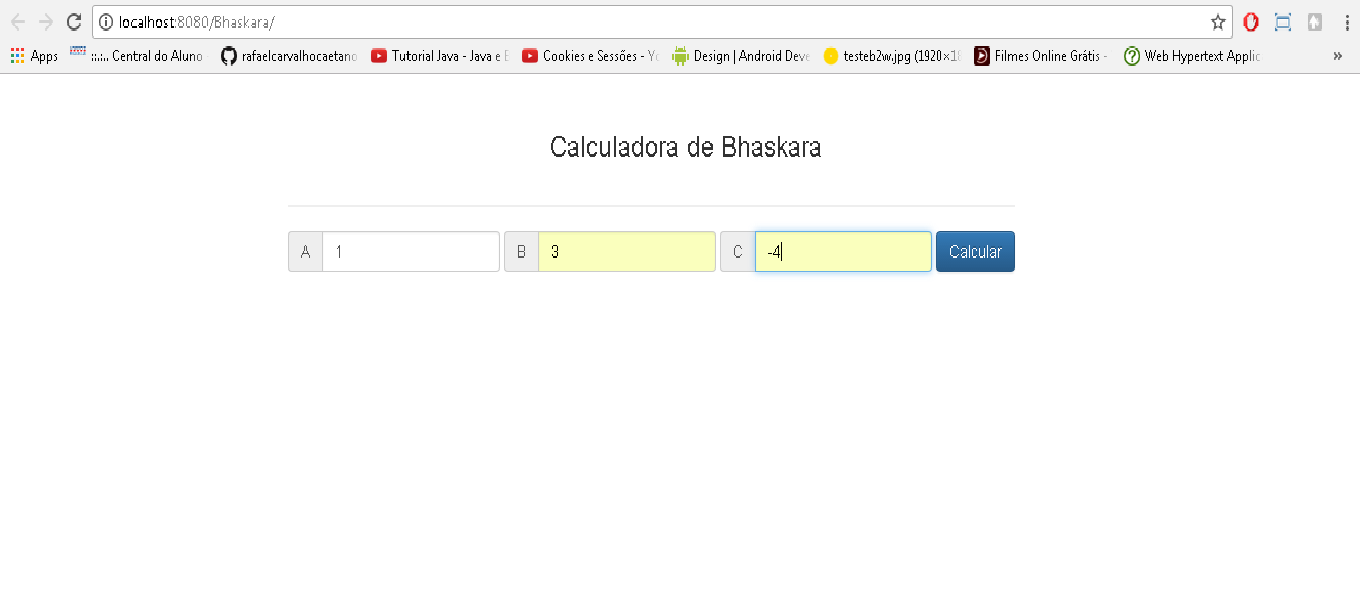 localhost:8080/Bhaskara/
Apps ::.:.. Central do Aluno rafaelcarvalhocaetano Tutorial Java - Java e E Cookies e Sessões - Yo Design | Android Deve testeb2w.jpg (1920×18 Filmes Online Grátis - Web Hypertext Applic »
Calculadora de Bhaskara
A 1 B 3 C -4 Calcular